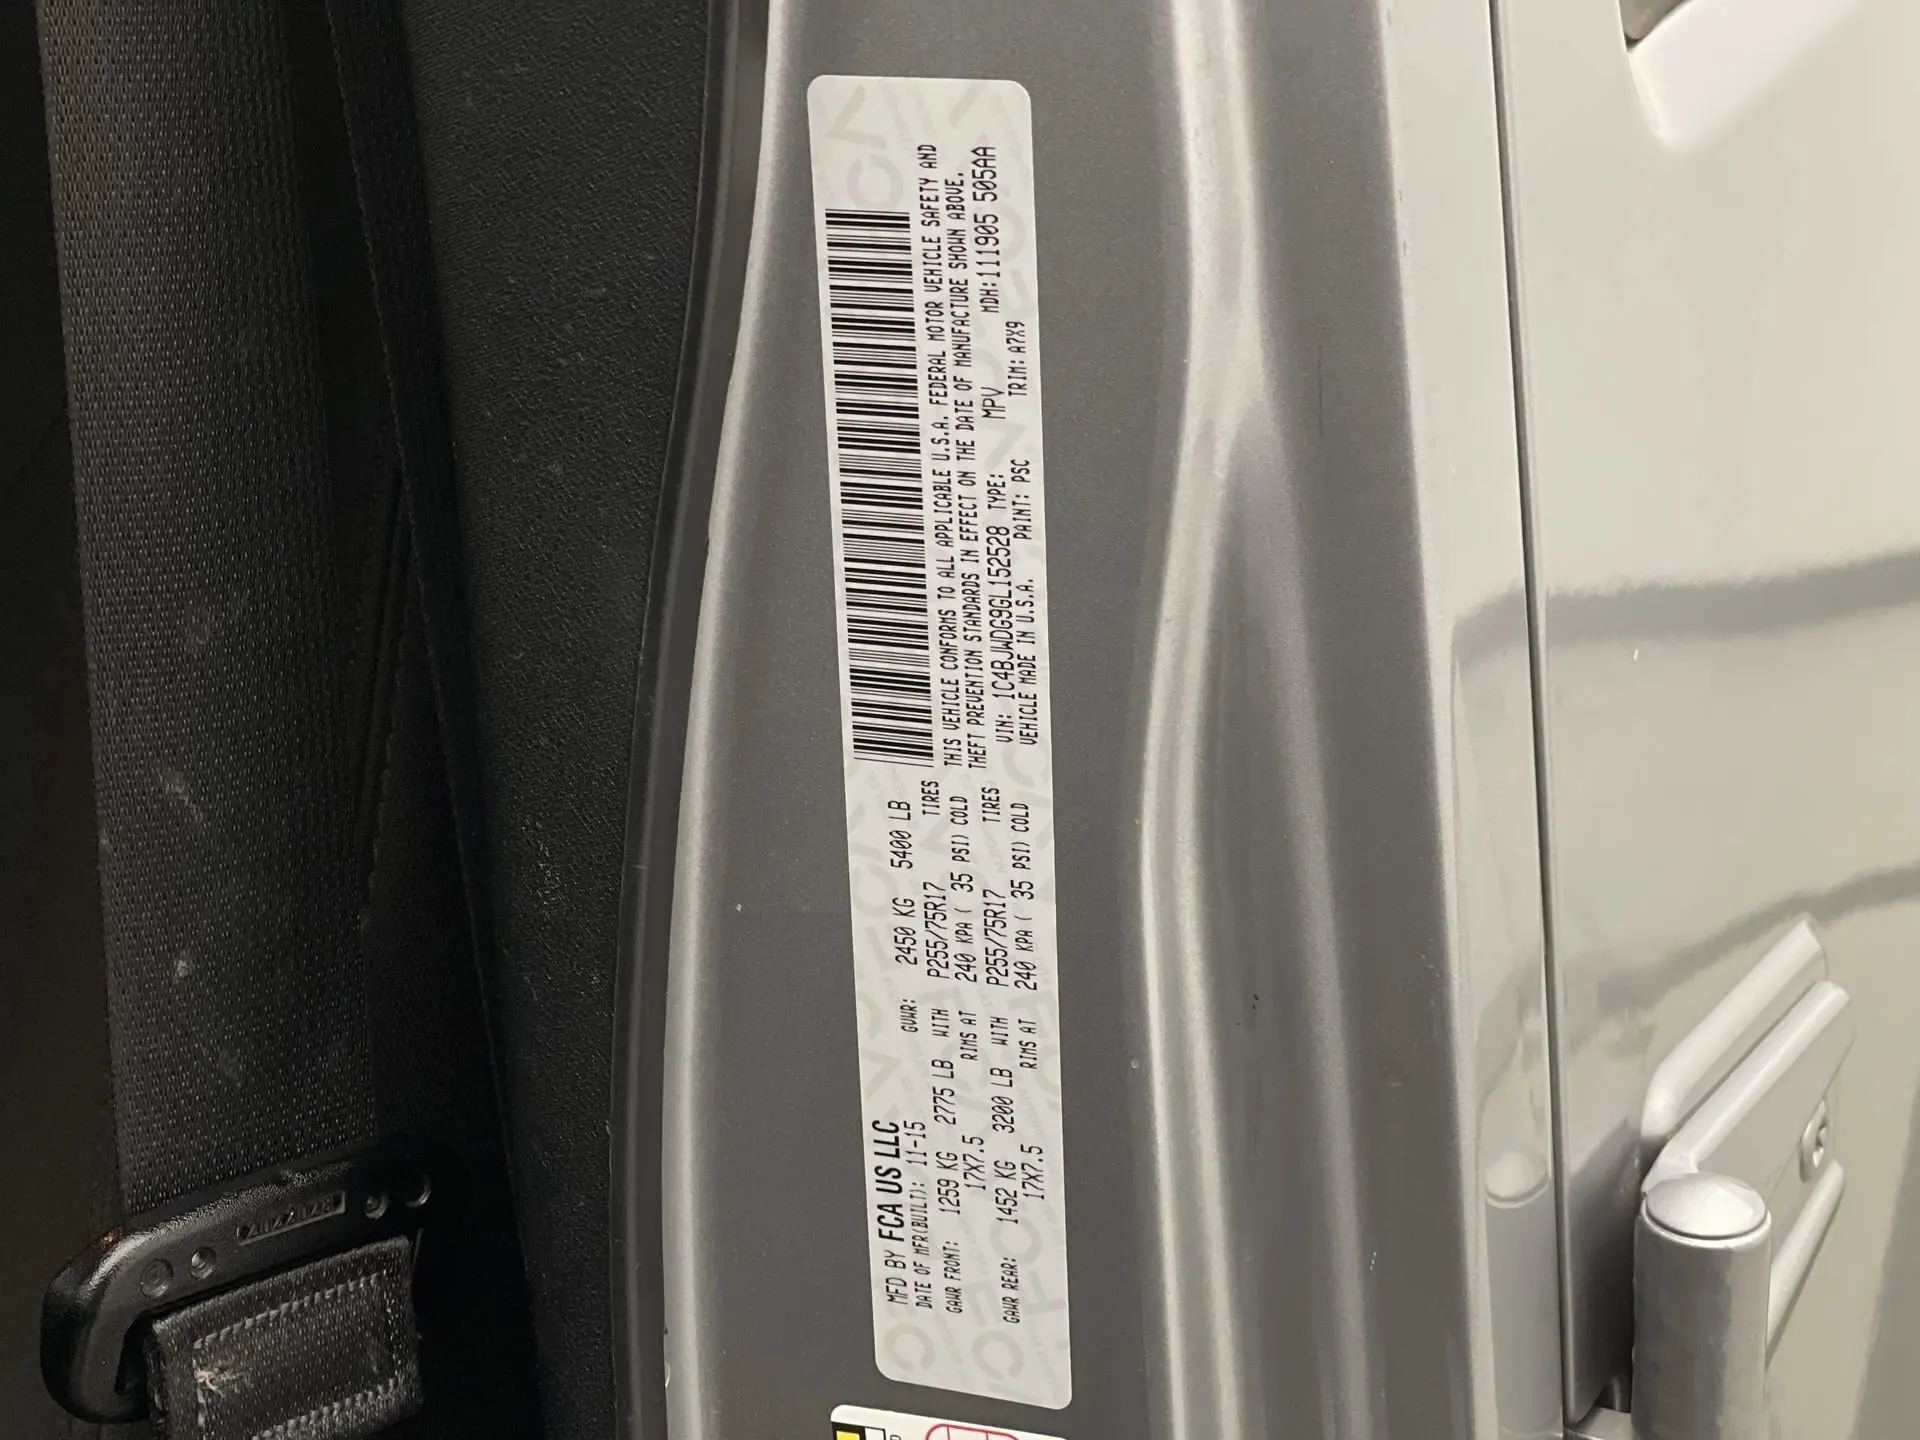 MFD BY FCA US LLC
DATE OF MFR(BUILT): 11-15 GVWR: 2450 KG 5400 LB
GAWR FRONT: 1259 KG 2775 LB WITH P255/75R17 TIRES
17X7.5 RIMS AT 240 KPA ( 35 PSI) COLD
GAWR REAR: 1452 KG 3200 LB WITH P255/75R17 TIRES
17X7.5 RIMS AT 240 KPA ( 35 PSI) COLD
THIS VEHICLE CONFORMS TO ALL APPLICABLE U.S.A. FEDERAL MOTOR VEHICLE SAFETY AND
THEFT PREVENTION STANDARDS IN EFFECT ON THE DATE OF MANUFACTURE SHOWN ABOVE.
VIN: 1C4BJWDG9GL152528 TYPE: MPV MDH:111905 505AA
VEHICLE MADE IN U.S.A. PAINT: PSC TRIM: A7X9